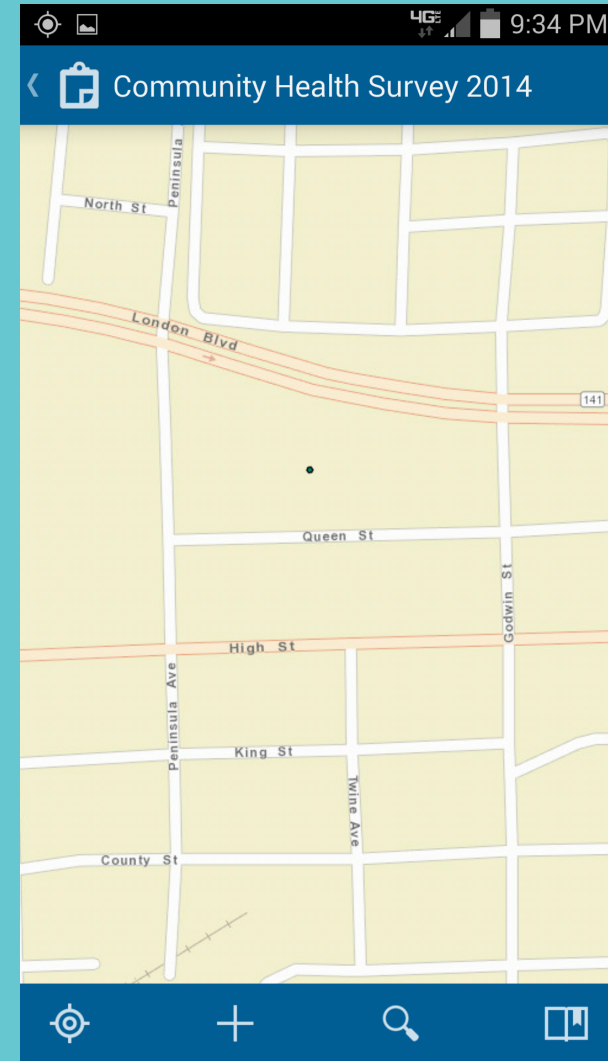 4G LTE 9:34 PM
Community Health Survey 2014
Peninsula
North St
London Blvd
141
Queen St
Godwin St
High St
Peninsula Ave
King St
Twine Ave
County St